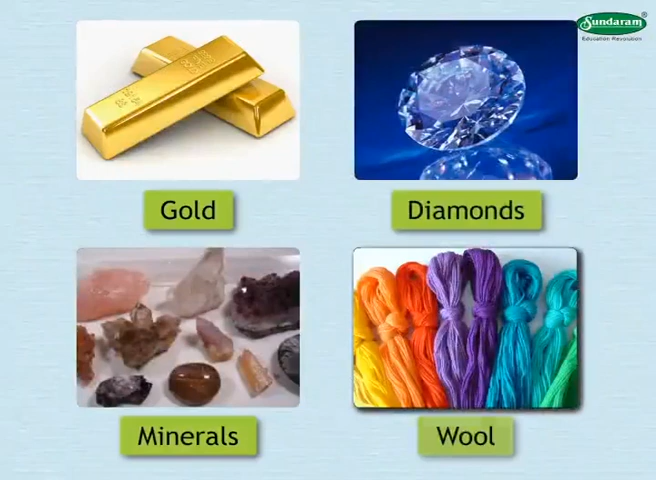 Sundaram
Education Revolution
Gold
Diamonds
Minerals
Wool